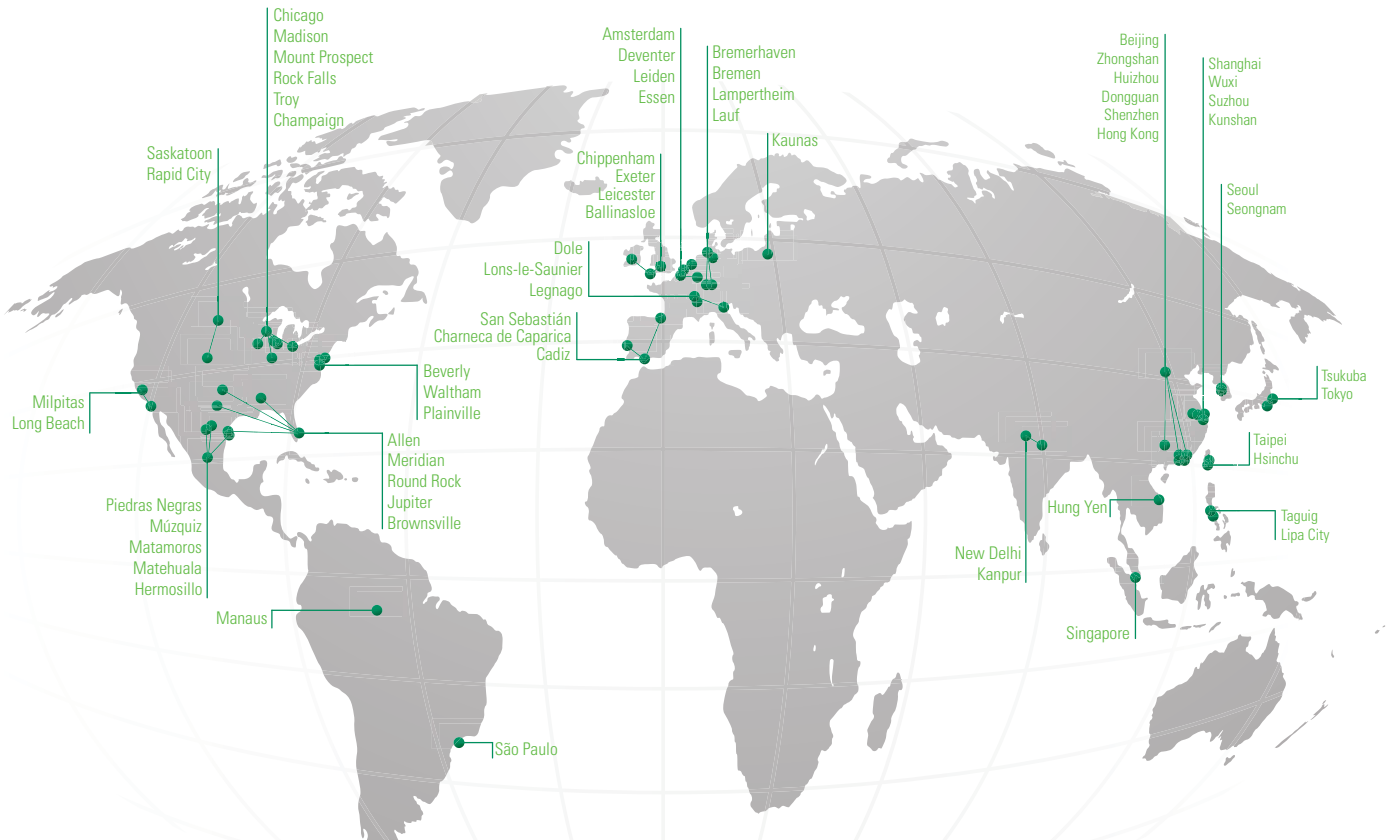 Chicago
Madison
Mount Prospect
Rock Falls
Troy
Champaign
Saskatoon
Rapid City
Amsterdam
Deventer
Leiden
Essen
Bremerhaven
Bremen
Lampertheim
Lauf
Kaunas
Chippenham
Exeter
Leicester
Ballinasloe
Dole
Lons-le-Saunier
Legnago
San Sebastián
Charneca de Caparica
Cadiz
Beijing
Zhongshan
Huizhou
Dongguan
Shenzhen
Hong Kong
Shanghai
Wuxi
Suzhou
Kunshan
Seoul
Seongnam
Milpitas
Long Beach
Beverly
Waltham
Plainville
Tsukuba
Tokyo
Allen
Meridian
Round Rock
Jupiter
Brownsville
Taipei
Hsinchu
Piedras Negras
Múzquiz
Matamoros
Matehuala
Hermosillo
Hung Yen
Taguig
Lipa City
New Delhi
Kanpur
Manaus
Singapore
São Paulo